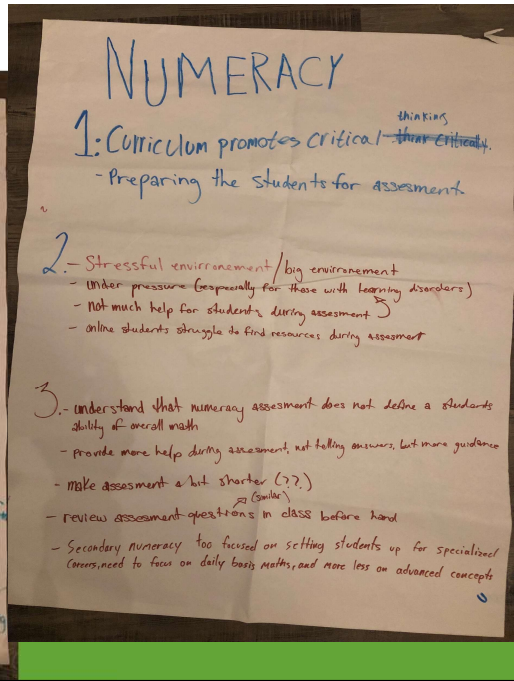 NUMERACY
thinking
1: Curriculum promotes critical think critically.
- Preparing the students for assesment
2. - Stressful envirronement / big envirronement
- under pressure (especially for those with learning disorders)
- not much help for students during assesment
- online students struggle to find resources during assesment
3. - understand that numeracy assesment does not define a students
ability of overall math
- provide more help during assesment, not telling answers, but more guidance
- make assesment a bit shorter (??)
(similar)
- review assesment questions in class before hand
- Secondary numeracy too focused on setting students up for specialized
careers, need to focus on daily basis maths, and more less on advanced concepts